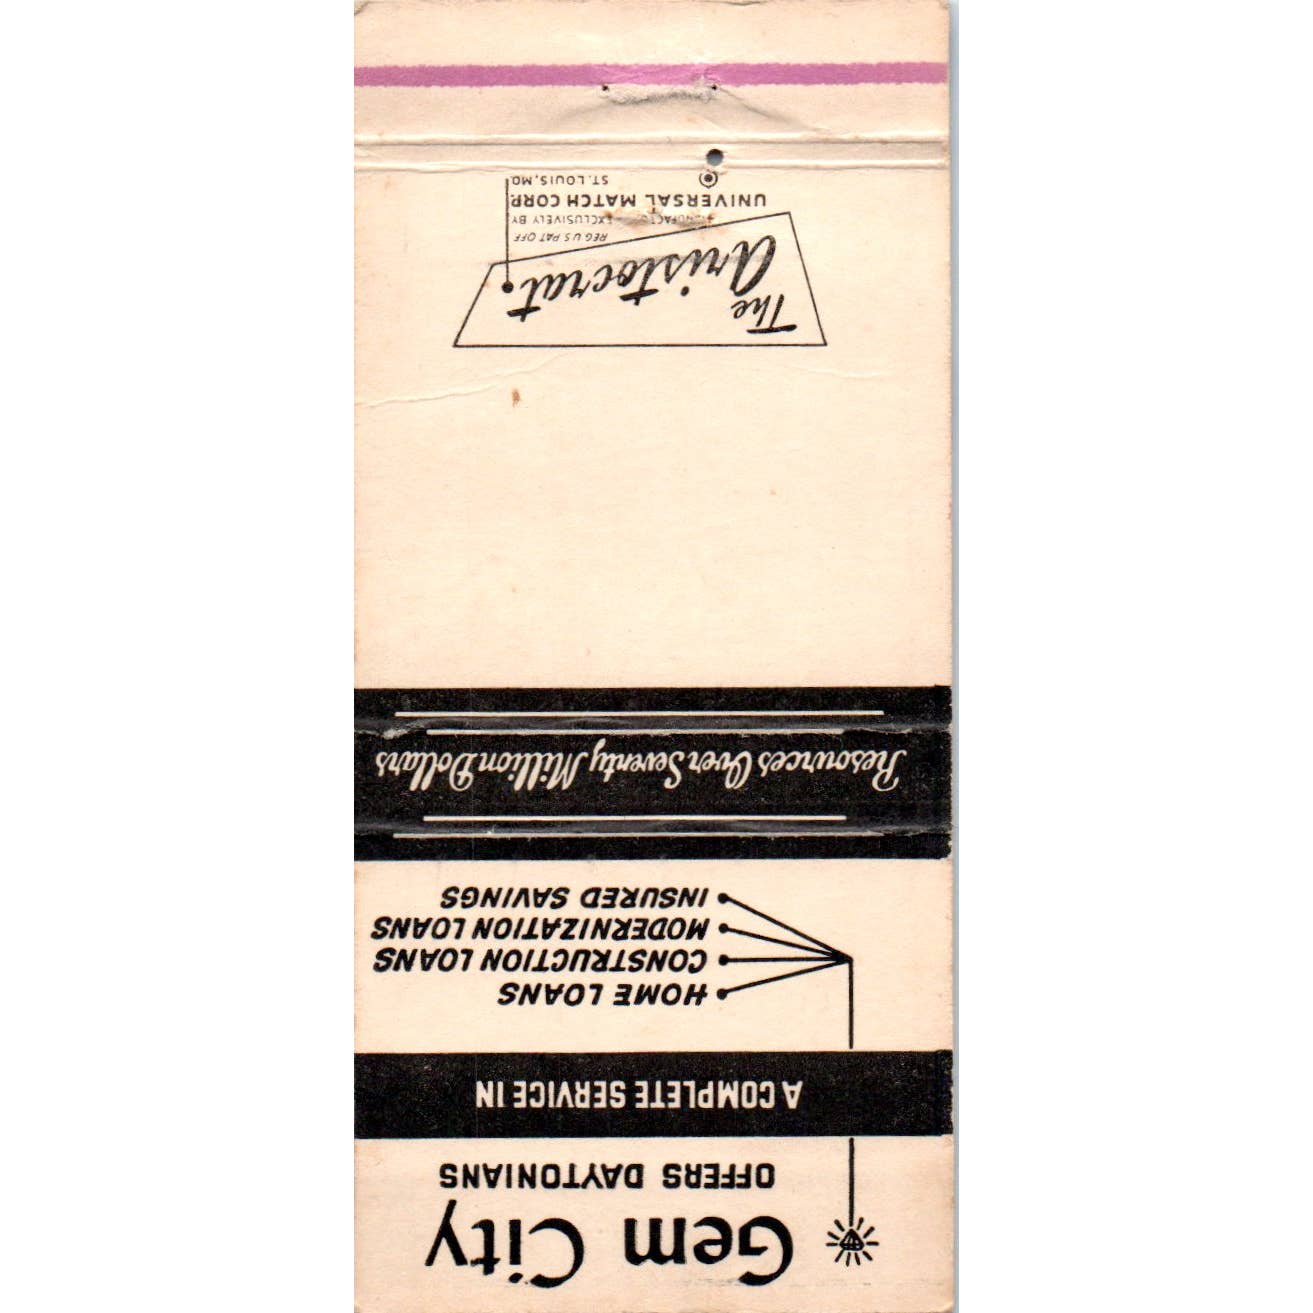 Gem City
OFFERS DAYTONIANS
A COMPLETE SERVICE IN
HOME LOANS
CONSTRUCTION LOANS
MODERNIZATION LOANS
INSURED SAVINGS
Resources Over Seventy Million Dollars
The
Aristocrat
REG U S PAT OFF
EXCLUSIVELY BY
UNIVERSAL MATCH CORP.
ST. LOUIS, MO.